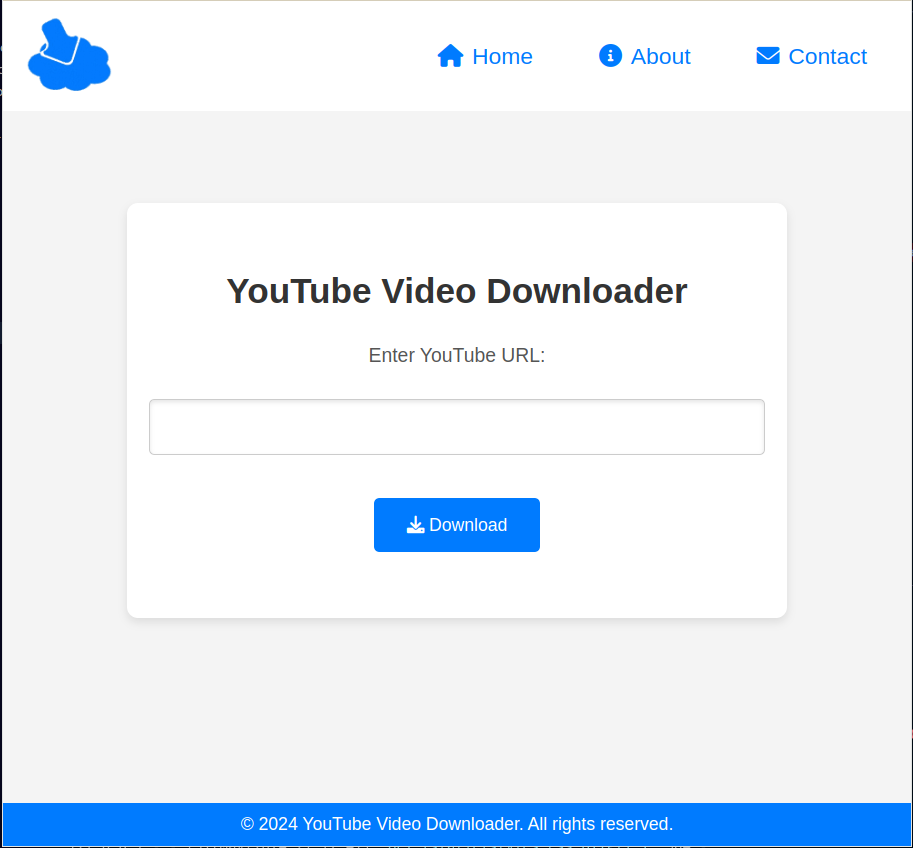 Home About Contact
YouTube Video Downloader
Enter YouTube URL:
Download
© 2024 YouTube Video Downloader. All rights reserved.